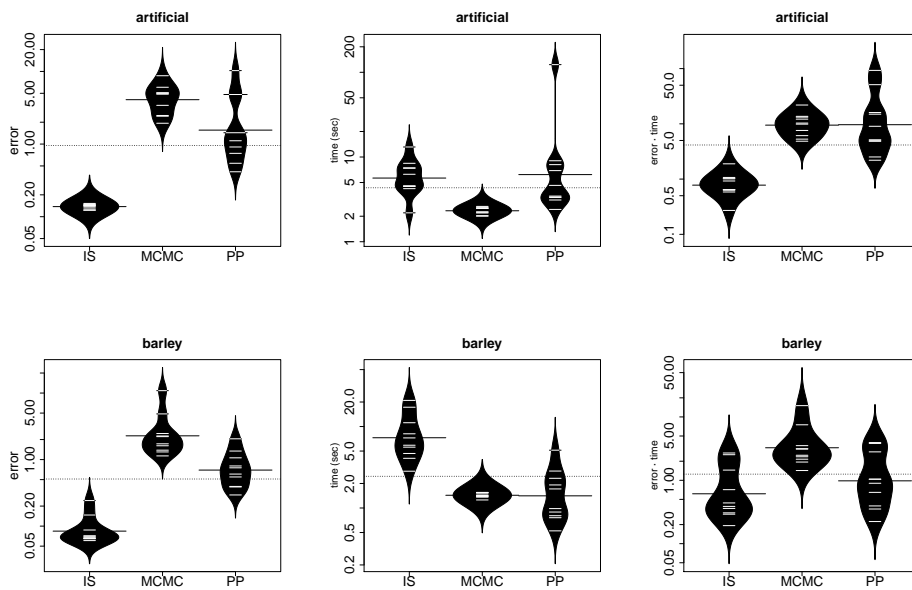 artificial
error
0.05
0.20
1.00
5.00
20.00
IS
MCMC
PP
artificial
time (sec)
1
2
5
10
50
200
IS
MCMC
PP
artificial
error · time
0.1
0.5
5.0
50.0
IS
MCMC
PP
barley
error
0.05
0.20
1.00
5.00
IS
MCMC
PP
barley
time (sec)
0.2
0.5
2.0
5.0
20.0
IS
MCMC
PP
barley
error · time
0.05
0.20
1.00
5.00
50.00
IS
MCMC
PP